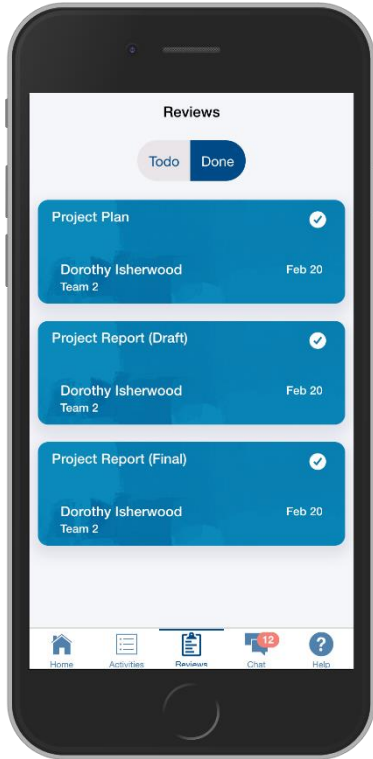 Reviews
Todo Done
Project Plan
Dorothy Isherwood Feb 20
Team 2
Project Report (Draft)
Dorothy Isherwood Feb 20
Team 2
Project Report (Final)
Dorothy Isherwood Feb 20
Team 2
12
Home Activities Reviews Chat Help